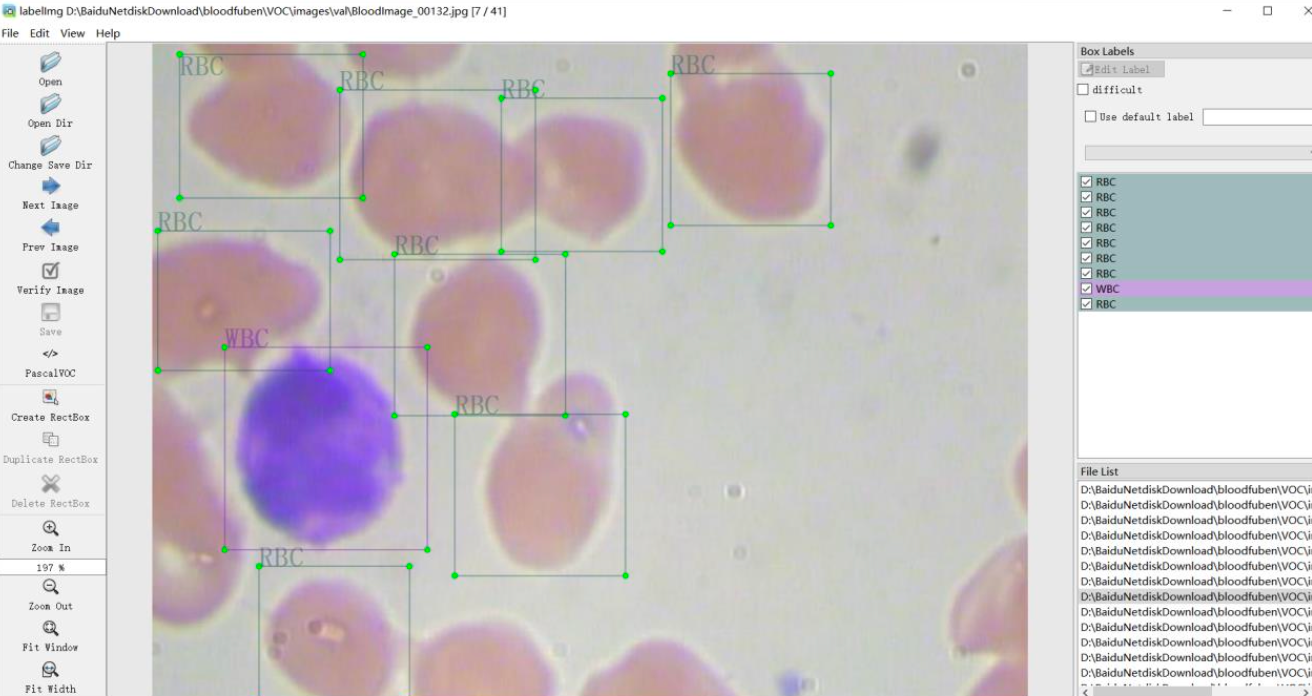 labelImg D:\BaiduNetdiskDownload\bloodfuben\VOC\images\val\BloodImage_00132.jpg [7 / 41]
File Edit View Help
Open
Open Dir
Change Save Dir
Next Image
Prev Image
Verify Image
Save
</>
PascalVOC
Create RectBox
Duplicate RectBox
Delete RectBox
Zoom In
197 %
Zoom Out
Fit Window
Fit Width
RBC
RBC
RBC
RBC
RBC
RBC
WBC
RBC
RBC
Box Labels
Edit Label
difficult
Use default label
RBC
RBC
RBC
RBC
RBC
RBC
RBC
WBC
RBC
File List
D:\BaiduNetdiskDownload\bloodfuben\VOC\i
D:\BaiduNetdiskDownload\bloodfuben\VOC\i
D:\BaiduNetdiskDownload\bloodfuben\VOC\i
D:\BaiduNetdiskDownload\bloodfuben\VOC\i
D:\BaiduNetdiskDownload\bloodfuben\VOC\i
D:\BaiduNetdiskDownload\bloodfuben\VOC\i
D:\BaiduNetdiskDownload\bloodfuben\VOC\i
D:\BaiduNetdiskDownload\bloodfuben\VOC\i
D:\BaiduNetdiskDownload\bloodfuben\VOC\i
D:\BaiduNetdiskDownload\bloodfuben\VOC\i
D:\BaiduNetdiskDownload\bloodfuben\VOC\i
D:\BaiduNetdiskDownload\bloodfuben\VOC\i
D:\BaiduNetdiskDownload\bloodfuben\VOC\i